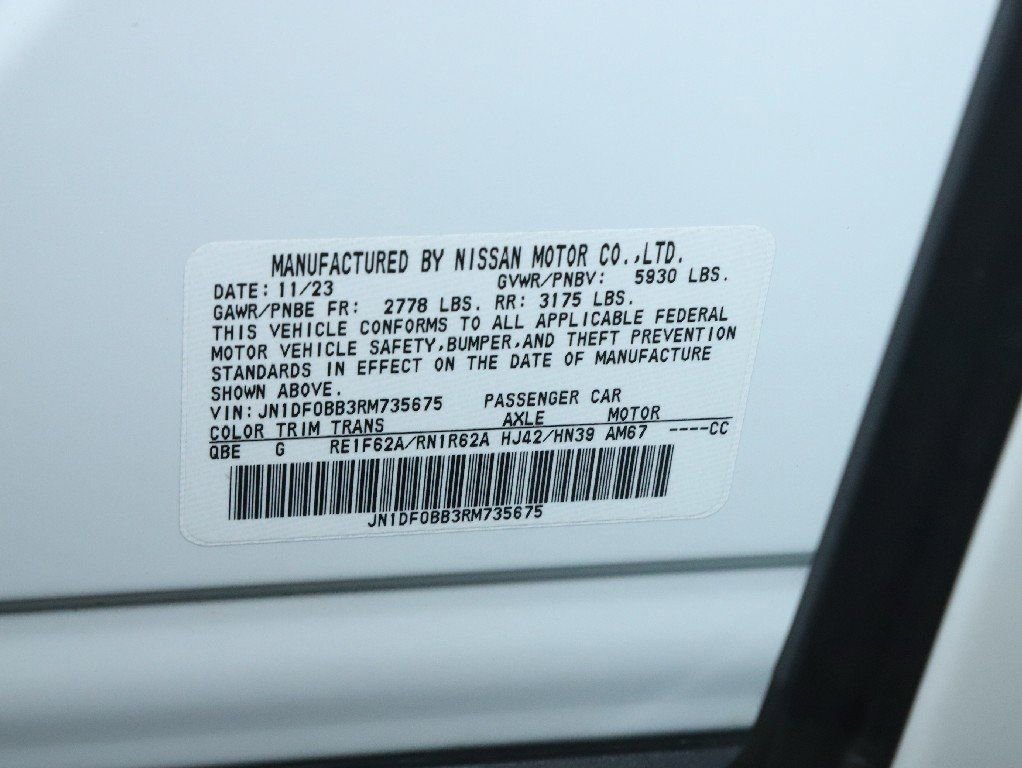 MANUFACTURED BY NISSAN MOTOR CO.,LTD.
DATE: 11/23 GVWR/PNBV: 5930 LBS.
GAWR/PNBE FR: 2778 LBS. RR: 3175 LBS.
THIS VEHICLE CONFORMS TO ALL APPLICABLE FEDERAL
MOTOR VEHICLE SAFETY,BUMPER,AND THEFT PREVENTION
STANDARDS IN EFFECT ON THE DATE OF MANUFACTURE
SHOWN ABOVE.
VIN: JN1DF0BB3RM735675 PASSENGER CAR
COLOR TRIM TRANS AXLE MOTOR
QBE G RE1F62A/RN1R62A HJ42/HN39 AM67 ----CC
JN1DF0BB3RM735675